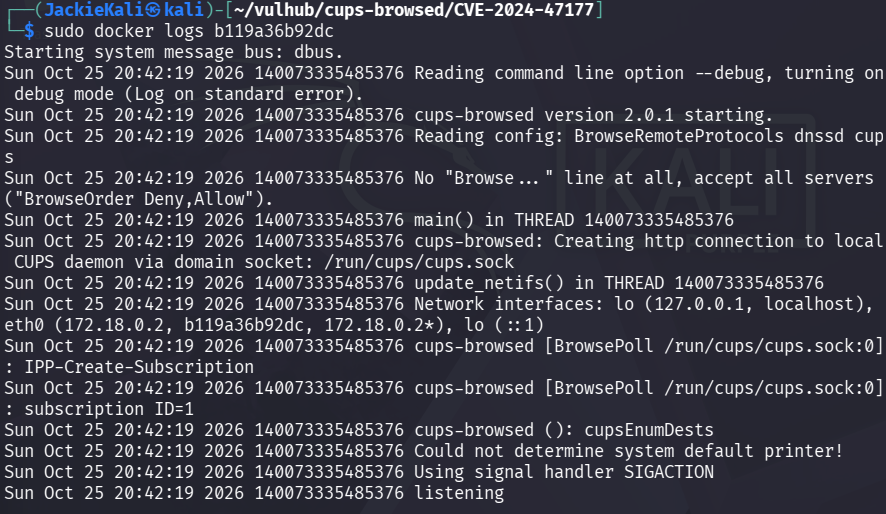 ┌──(JackieKali㉿kali)-[~/vulhub/cups-browsed/CVE-2024-47177]
└─$ sudo docker logs b119a36b92dc
Starting system message bus: dbus.
Sun Oct 25 20:42:19 2026 140073335485376 Reading command line option --debug, turning on
 debug mode (Log on standard error).
Sun Oct 25 20:42:19 2026 140073335485376 cups-browsed version 2.0.1 starting.
Sun Oct 25 20:42:19 2026 140073335485376 Reading config: BrowseRemoteProtocols dnssd cup
s
Sun Oct 25 20:42:19 2026 140073335485376 No "Browse..." line at all, accept all servers
("BrowseOrder Deny,Allow").
Sun Oct 25 20:42:19 2026 140073335485376 main() in THREAD 140073335485376
Sun Oct 25 20:42:19 2026 140073335485376 cups-browsed: Creating http connection to local
 CUPS daemon via domain socket: /run/cups/cups.sock
Sun Oct 25 20:42:19 2026 140073335485376 update_netifs() in THREAD 140073335485376
Sun Oct 25 20:42:19 2026 140073335485376 Network interfaces: lo (127.0.0.1, localhost),
eth0 (172.18.0.2, b119a36b92dc, 172.18.0.2*), lo (::1)
Sun Oct 25 20:42:19 2026 140073335485376 cups-browsed [BrowsePoll /run/cups/cups.sock:0]
: IPP-Create-Subscription
Sun Oct 25 20:42:19 2026 140073335485376 cups-browsed [BrowsePoll /run/cups/cups.sock:0]
: subscription ID=1
Sun Oct 25 20:42:19 2026 140073335485376 cups-browsed (): cupsEnumDests
Sun Oct 25 20:42:19 2026 140073335485376 Could not determine system default printer!
Sun Oct 25 20:42:19 2026 140073335485376 Using signal handler SIGACTION
Sun Oct 25 20:42:19 2026 140073335485376 listening
KALI